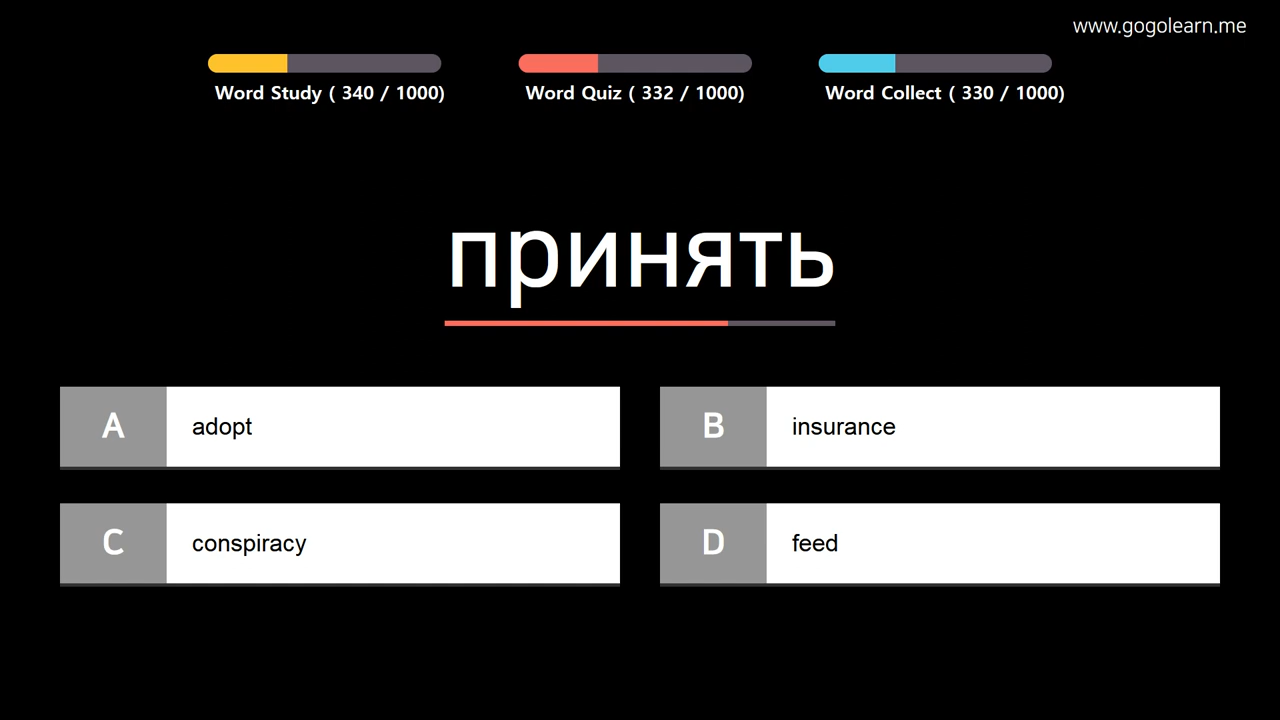 www.gogolearn.me
Word Study ( 340 / 1000)
Word Quiz ( 332 / 1000)
Word Collect ( 330 / 1000)
принять
A adopt
B insurance
C conspiracy
D feed